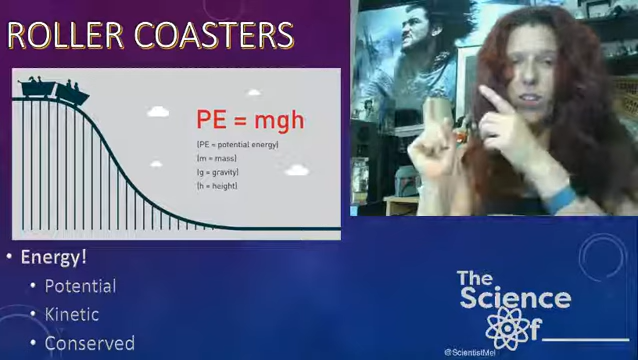 ROLLER COASTERS
PE = mgh
(PE = potential energy)
(m = mass)
(g = gravity)
(h = height)
• Energy!
• Potential
• Kinetic
• Conserved
The
Science
of
@ScientistMel